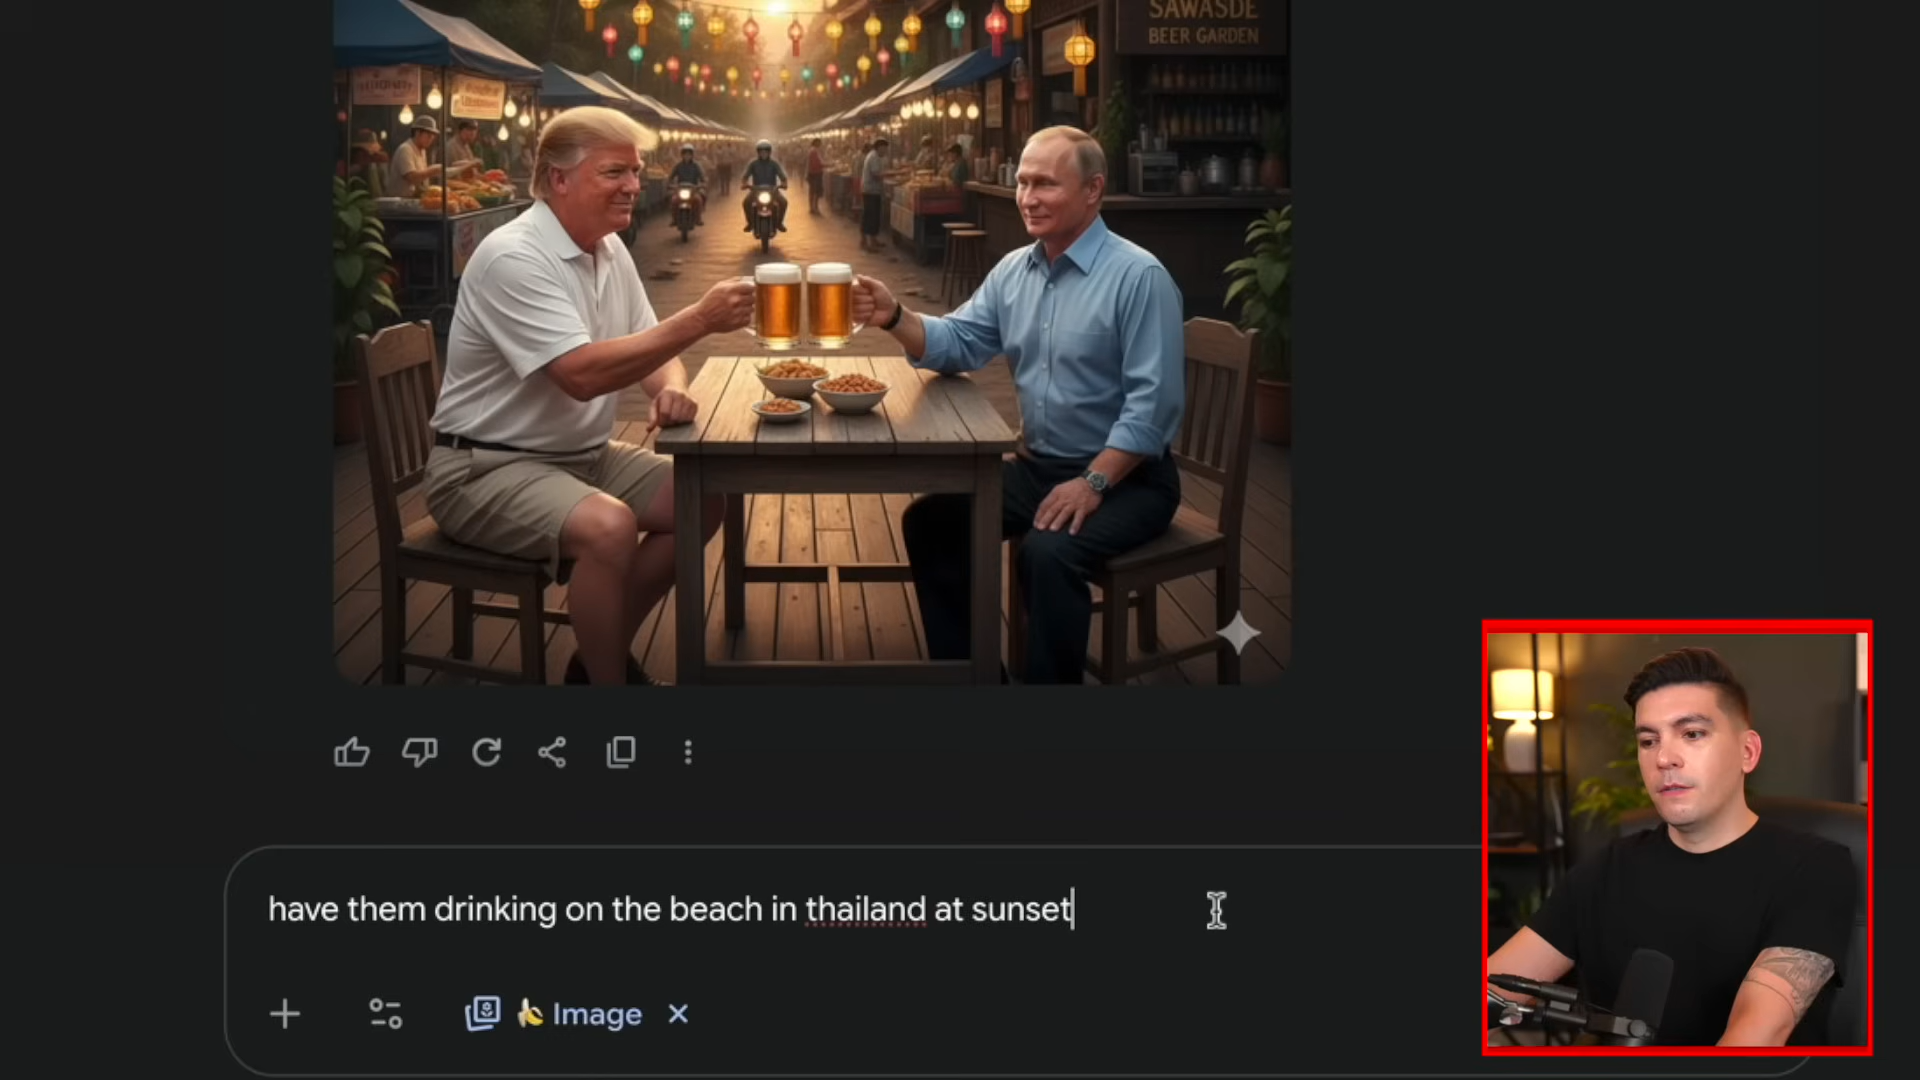 SAWASDE
BEER GARDEN
have them drinking on the beach in thailand at sunset
Image